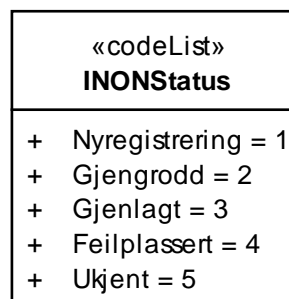 «codeList»
INONStatus
+ Nyregistrering = 1
+ Gjengrodd = 2
+ Gjenlagt = 3
+ Feilplassert = 4
+ Ukjent = 5